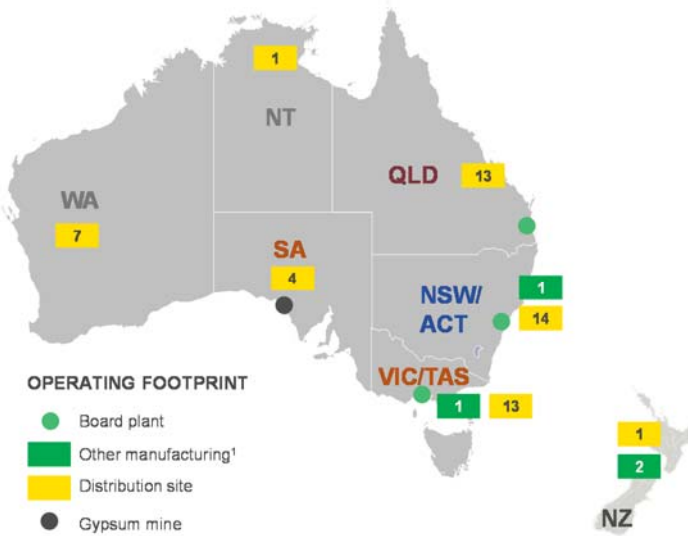 1
NT
QLD 13
WA
7
SA
4
NSW/
ACT
1
14
VIC/TAS
1 13
OPERATING FOOTPRINT
Board plant
Other manufacturing¹
Distribution site
Gypsum mine
1
2
NZ